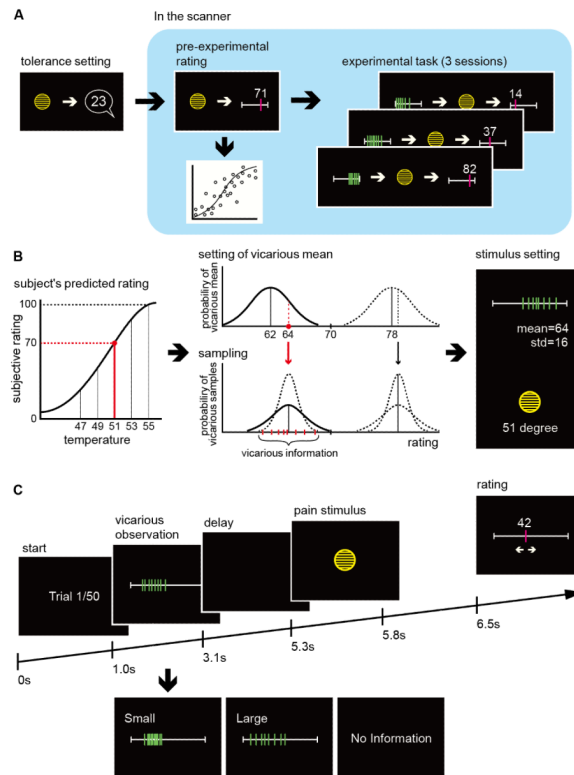 A
In the scanner
tolerance setting
23
pre-experimental
rating
71
experimental task (3 sessions)
14
37
82
B
subject's predicted rating
100
70
0
subjective rating
47 49 51 53 55
temperature
setting of vicarious mean
probability of
vicarious mean
62 64 70 78
sampling
probability of
vicarious samples
rating
vicarious information
stimulus setting
mean=64
std=16
51 degree
C
start
Trial 1/50
vicarious
observation
delay
pain stimulus
rating
42
0s
1.0s
3.1s
5.3s
5.8s
6.5s
Small
Large
No Information